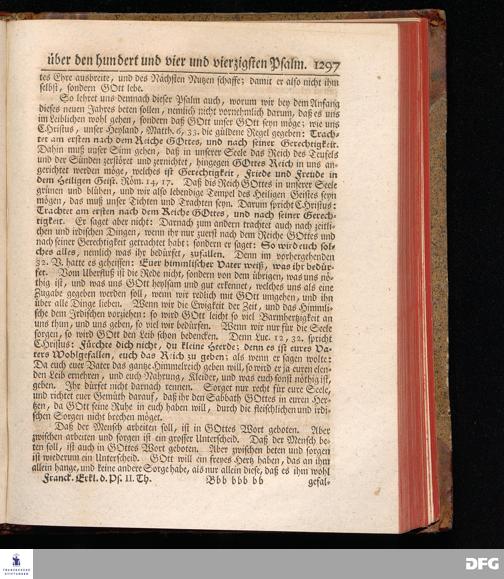 über den hundert und vier und vierzigsten Psalm. 1297
tes Ehre ausbreite, und des Nächsten Nutzen schaffe; damit er also nicht ihm
selbst, sondern GOtt lebe.
So lehret uns demnach dieser Psalm auch, worum wir bey dem Anfang
dieses neuen Jahres beten sollen, nemlich nicht vornehmlich darum, daß es uns
im Leiblichen wohl gehen, sondern daß GOtt unser GOtt seyn möge; wie uns
CHristus, unser Heyland, Matth. 6, 33. die güldene Regel gegeben: Trach-
tet am ersten nach dem Reiche GOttes, und nach seiner Gerechtigkeit.
Dahin muß unser Sinn gehen, daß in unserer Seele das Reich des Teufels
und der Sünden zerstöret und zernichtet, hingegen GOttes Reich in uns an-
gerichtet werden möge, welches ist Gerechtigkeit, Friede und Freude in
dem Heiligen Geist. Röm. 14, 17. Daß dis Reich GOttes in unserer Seele
grünen und blühen, und wir also lebendige Tempel des Heiligen Geistes seyn
mögen, das muß unser Tichten und Trachten seyn. Darum spricht CHristus:
Trachtet am ersten nach dem Reiche GOttes, und nach seiner Gerech-
tigkeit. Er saget aber nicht: Darnach zum andern trachtet auch nach zeitli-
chen und irdischen Dingen, wenn ihr nur zuerst nach dem Reiche GOttes und
nach seiner Gerechtigkeit getrachtet habt; sondern er saget: So wird euch sol-
ches alles, nemlich was ihr bedürfet, zufallen. Denn im vorhergehenden
32. V. hatte es geheissen: Euer himmlischer Vater weiß, was ihr bedür-
fet. Vom Uberfluß ist die Rede nicht, sondern von dem übrigen, was uns nö-
thig ist, und was uns GOtt heylsam und gut erkennet, welches uns als eine
Zugabe gegeben werden soll, wenn wir redlich mit GOtt umgehen, und ihn
über alle Dinge lieben. Wenn wir die Ewigkeit der Zeit, und das Himmli-
sche dem Irdischen vorziehen: so wird GOtt leicht so viel Barmhertzigkeit an
uns thun, und uns geben, so viel wir bedürfen. Wenn wir nur für die Seele
sorgen, so wird GOtt den Leib schon bedencken. Denn Luc. 12, 32. spricht
CHristus: Fürchte dich nicht, du kleine Heerde; denn es ist eures Va-
ters Wohlgefallen, euch das Reich zu geben; als wenn er sagen wolte:
Da euch euer Vater das gantze Himmelreich geben will, so wird er ja euren elen-
den Leib ernehren, und euch Nahrung, Kleider, und was euch sonst nöthig ist,
geben. Ihr dürfet nicht darnach rennen. Sorget nur recht für eure Seele,
und richtet euer Gemüth darauf, daß ihr den Sabbath GOttes in euren Her-
tzen, da GOtt seine Ruhe in euch haben will, durch die fleischlichen und irdi-
schen Sorgen nicht brechen möget.
Daß der Mensch arbeiten soll, ist in GOttes Wort geboten. Aber
zwischen arbeiten und sorgen ist ein grosser Unterscheid. Daß der Mensch be-
ten soll, ist auch in GOttes Wort geboten. Aber zwischen beten und sorgen
ist wiederum ein Unterscheid. GOtt will ein freyes Hertz haben, das an ihm
allein hange, und keine andere Sorge habe, als nur allein diese, daß es ihm wohl
Franck. Erkl. d. Ps. II. Th. Bbb bbb bb gefal-
FRANCKESCHE
STIFTUNGEN
DFG